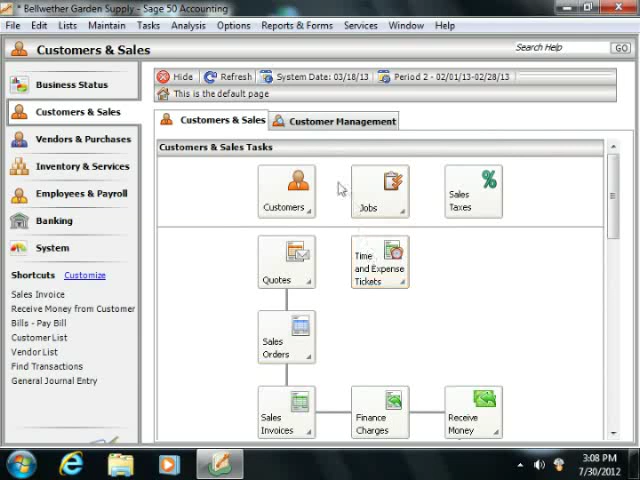 * Bellwether Garden Supply - Sage 50 Accounting
File Edit Lists Maintain Tasks Analysis Options Reports & Forms Services Window Help
Customers & Sales
Search Help
GO
Business Status
Customers & Sales
Vendors & Purchases
Inventory & Services
Employees & Payroll
Banking
System
Shortcuts Customize
Sales Invoice
Receive Money from Customer
Bills - Pay Bill
Customer List
Vendor List
Find Transactions
General Journal Entry
Hide Refresh System Date: 03/18/13 Period 2 - 02/01/13-02/28/13
This is the default page
Customers & Sales
Customer Management
Customers & Sales Tasks
Customers
Jobs
Sales
Taxes
Quotes
Time
and Expense
Tickets
Sales
Orders
Sales
Invoices
Finance
Charges
Receive
Money
3:08 PM
7/30/2012